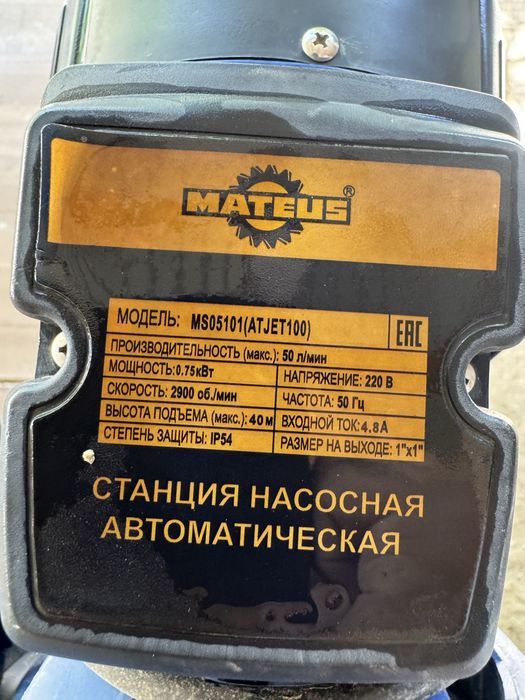 MATEUS®
МОДЕЛЬ: MS05101(ATJET100)
EAC
ПРОИЗВОДИТЕЛЬНОСТЬ (макс.): 50 л/мин
МОЩНОСТЬ:0.75кВт НАПРЯЖЕНИЕ: 220 В
СКОРОСТЬ: 2900 об./мин ЧАСТОТА: 50 Гц
ВЫСОТА ПОДЪЕМА (макс.): 40 м ВХОДНОЙ ТОК:4.8А
СТЕПЕНЬ ЗАЩИТЫ: IP54 РАЗМЕР НА ВЫХОДЕ: 1"x1"
СТАНЦИЯ НАСОСНАЯ
АВТОМАТИЧЕСКАЯ